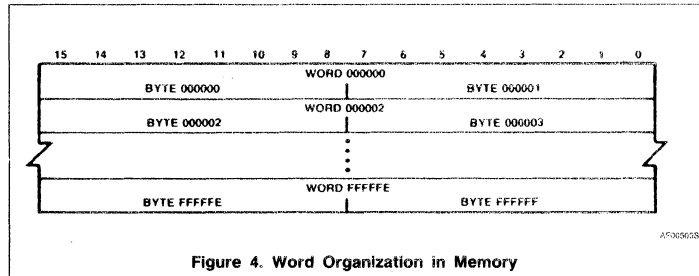 15 14 13 12 11 10 9 8 7 6 5 4 3 2 1 0
WORD 000000
BYTE 000000 BYTE 000001
WORD 000002
BYTE 000002 BYTE 000003
WORD FFFFFE
BYTE FFFFFE BYTE FFFFFF
AF00500S
Figure 4. Word Organization in Memory